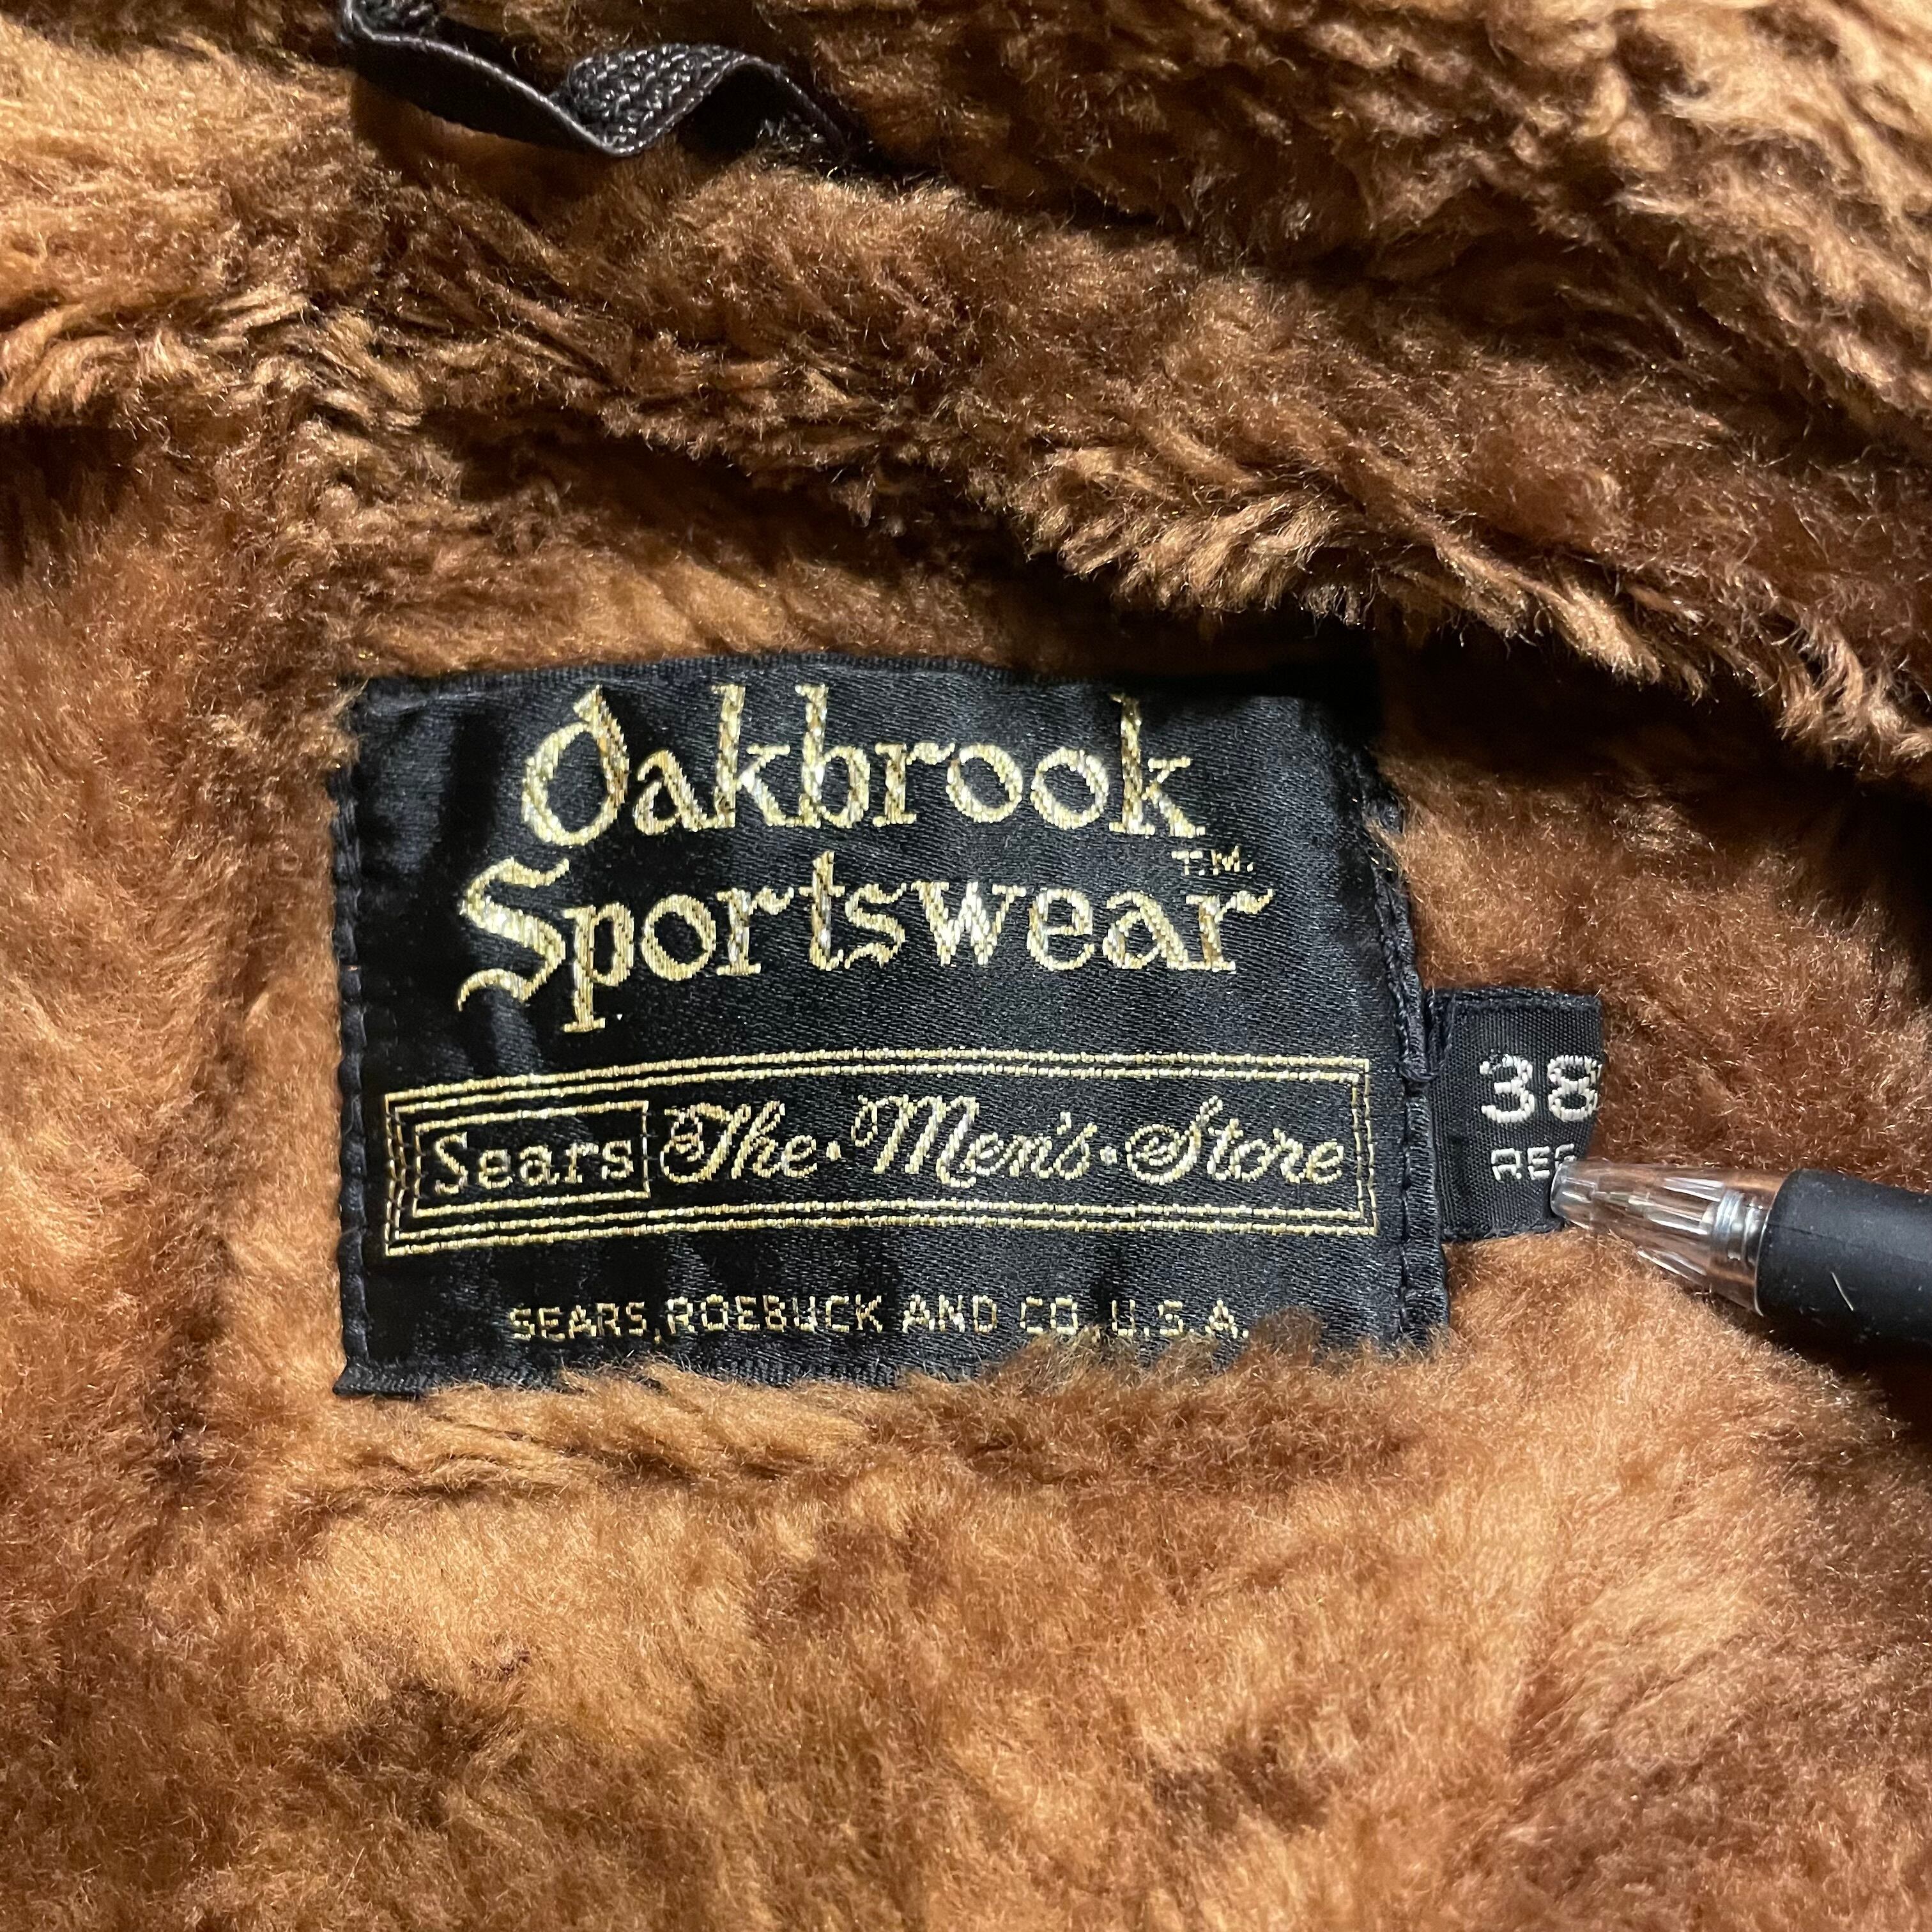 Oakbrook
Sportswear T.M.
Sears The·Men's·Store
SEARS, ROEBUCK AND CO., U.S.A.
38